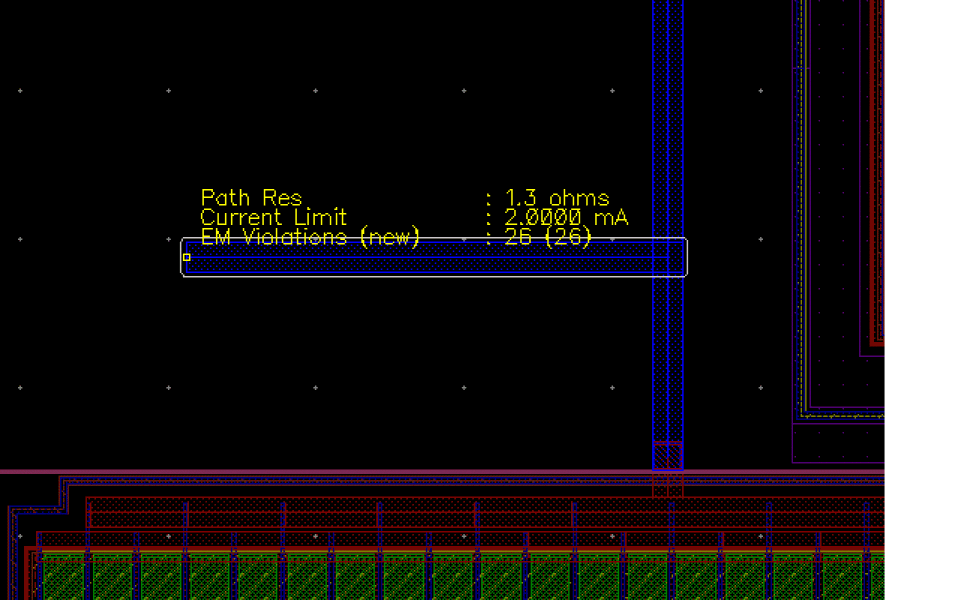 Path Res : 1.3 ohms
Current Limit : 2.0000 mA
EM Violations (new) : 26 (26)